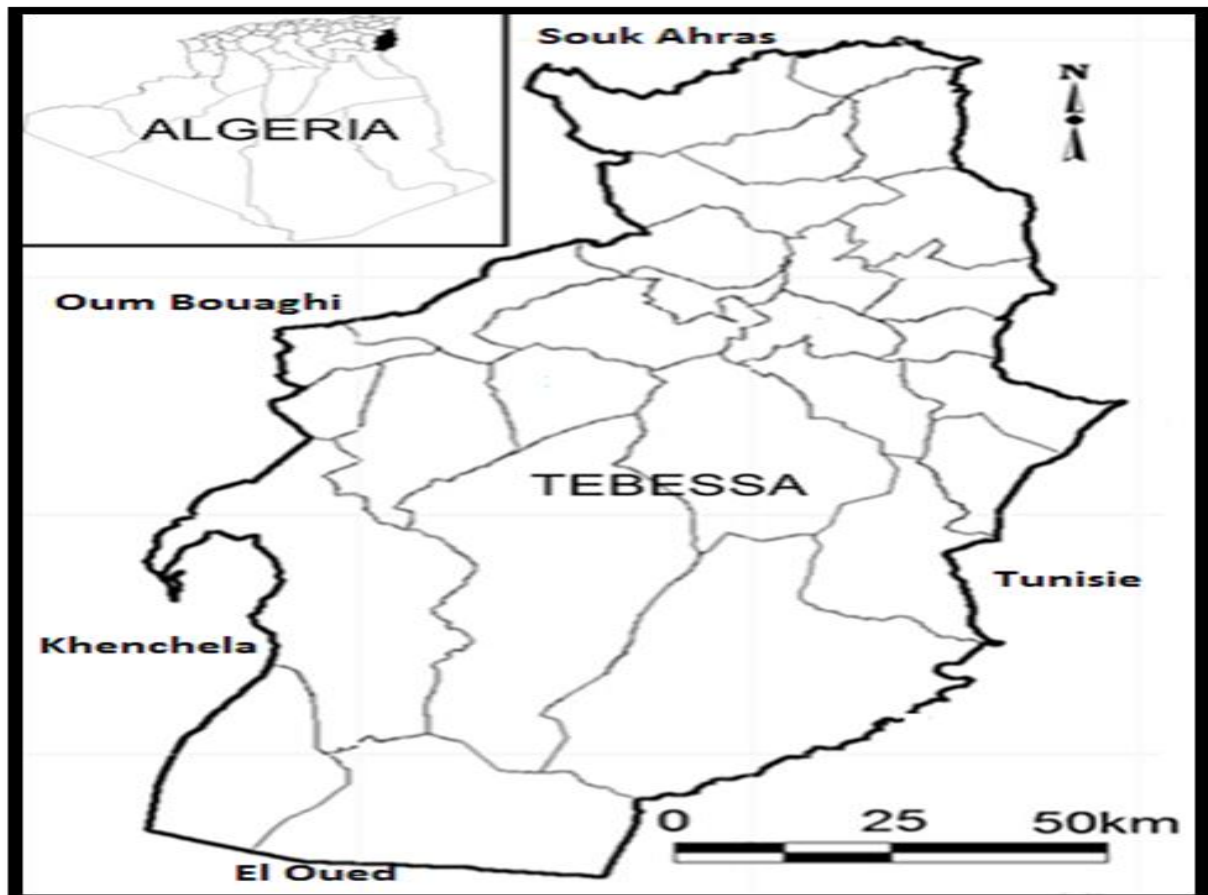 Souk Ahras
N
ALGERIA
Oum Bouaghi
TEBESSA
Tunisie
Khenchela
0 25 50km
El Oued